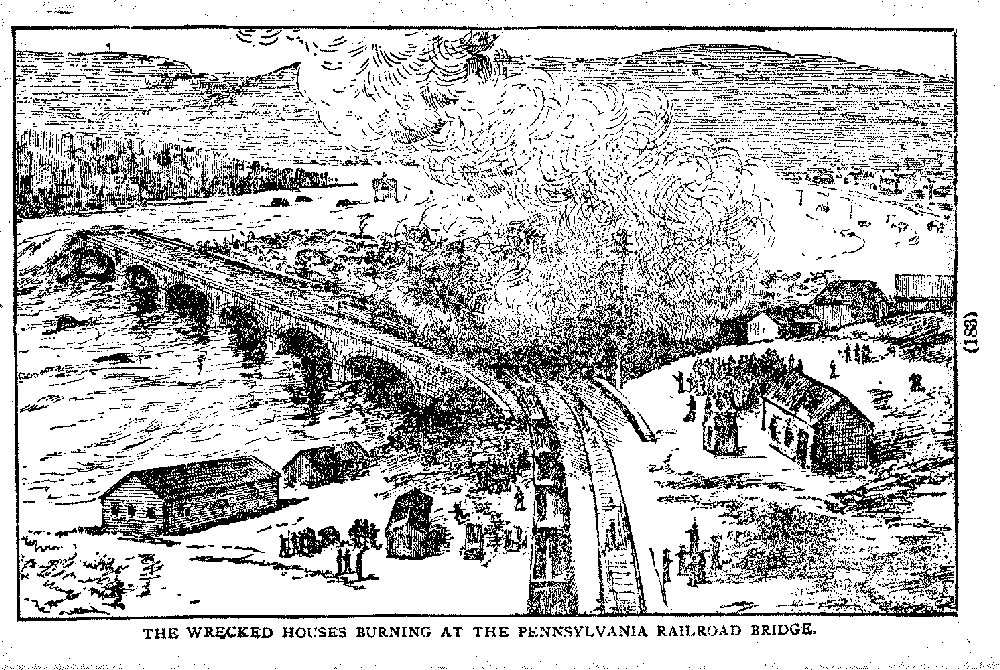 THE WRECKED HOUSES BURNING AT THE PENNSYLVANIA RAILROAD BRIDGE.
(188)